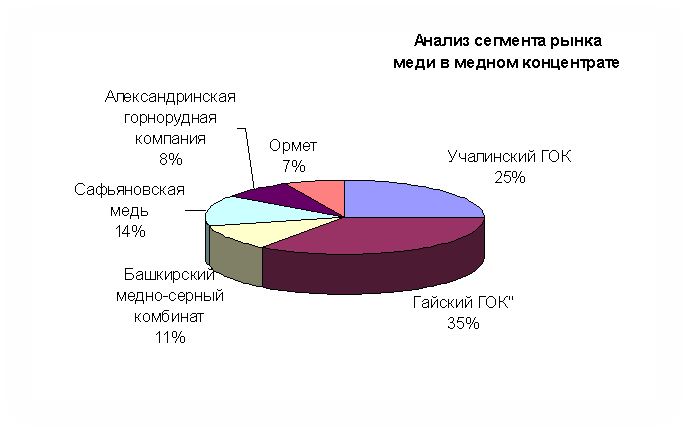 Анализ сегмента рынка
меди в медном концентрате
Александринская
горнорудная
компания
8%
Ормет
7%
Учалинский ГОК
25%
Сафьяновская
медь
14%
Башкирский
медно-серный
комбинат
11%
Гайский ГОК"
35%